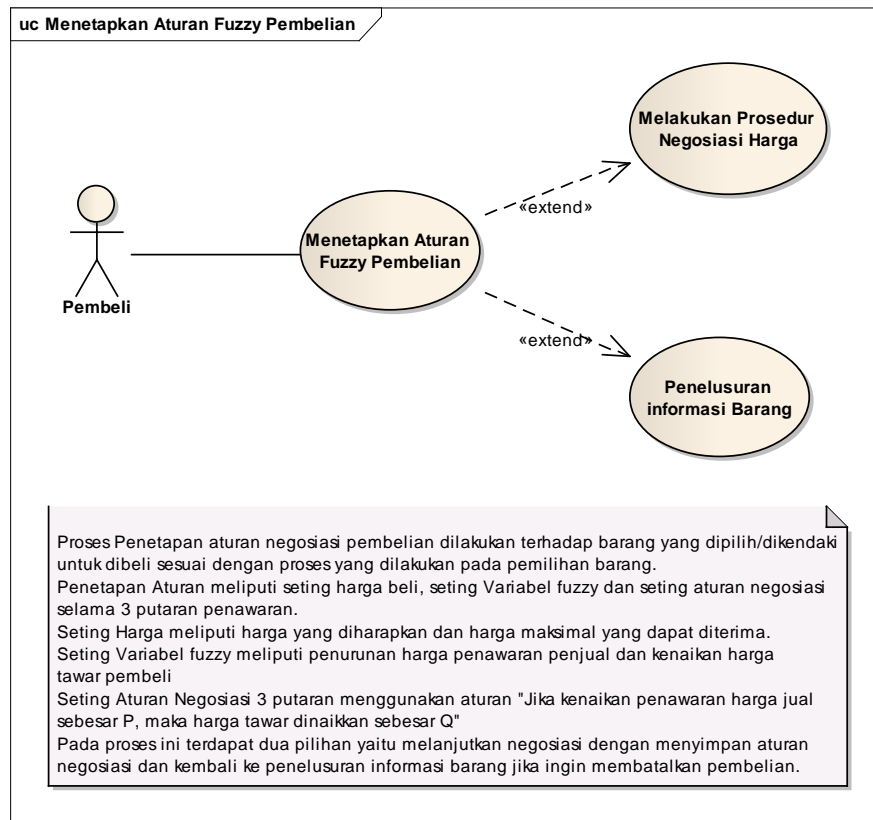 uc Menetapkan Aturan Fuzzy Pembelian
Melakukan Prosedur
Negosiasi Harga
«extend»
Menetapkan Aturan
Fuzzy Pembelian
Pembeli
«extend»
Penelusuran
informasi Barang
Proses Penetapan aturan negosiasi pembelian dilakukan terhadap barang yang dipilih/dikendaki
untuk dibeli sesuai dengan proses yang dilakukan pada pemilihan barang.
Penetapan Aturan meliputi seting harga beli, seting Variabel fuzzy dan seting aturan negosiasi
selama 3 putaran penawaran.
Seting Harga meliputi harga yang diharapkan dan harga maksimal yang dapat diterima.
Seting Variabel fuzzy meliputi penurunan harga penawaran penjual dan kenaikan harga
tawar pembeli
Seting Aturan Negosiasi 3 putaran menggunakan aturan "Jika kenaikan penawaran harga jual
sebesar P, maka harga tawar dinaikkan sebesar Q"
Pada proses ini terdapat dua pilihan yaitu melanjutkan negosiasi dengan menyimpan aturan
negosiasi dan kembali ke penelusuran informasi barang jika ingin membatalkan pembelian.